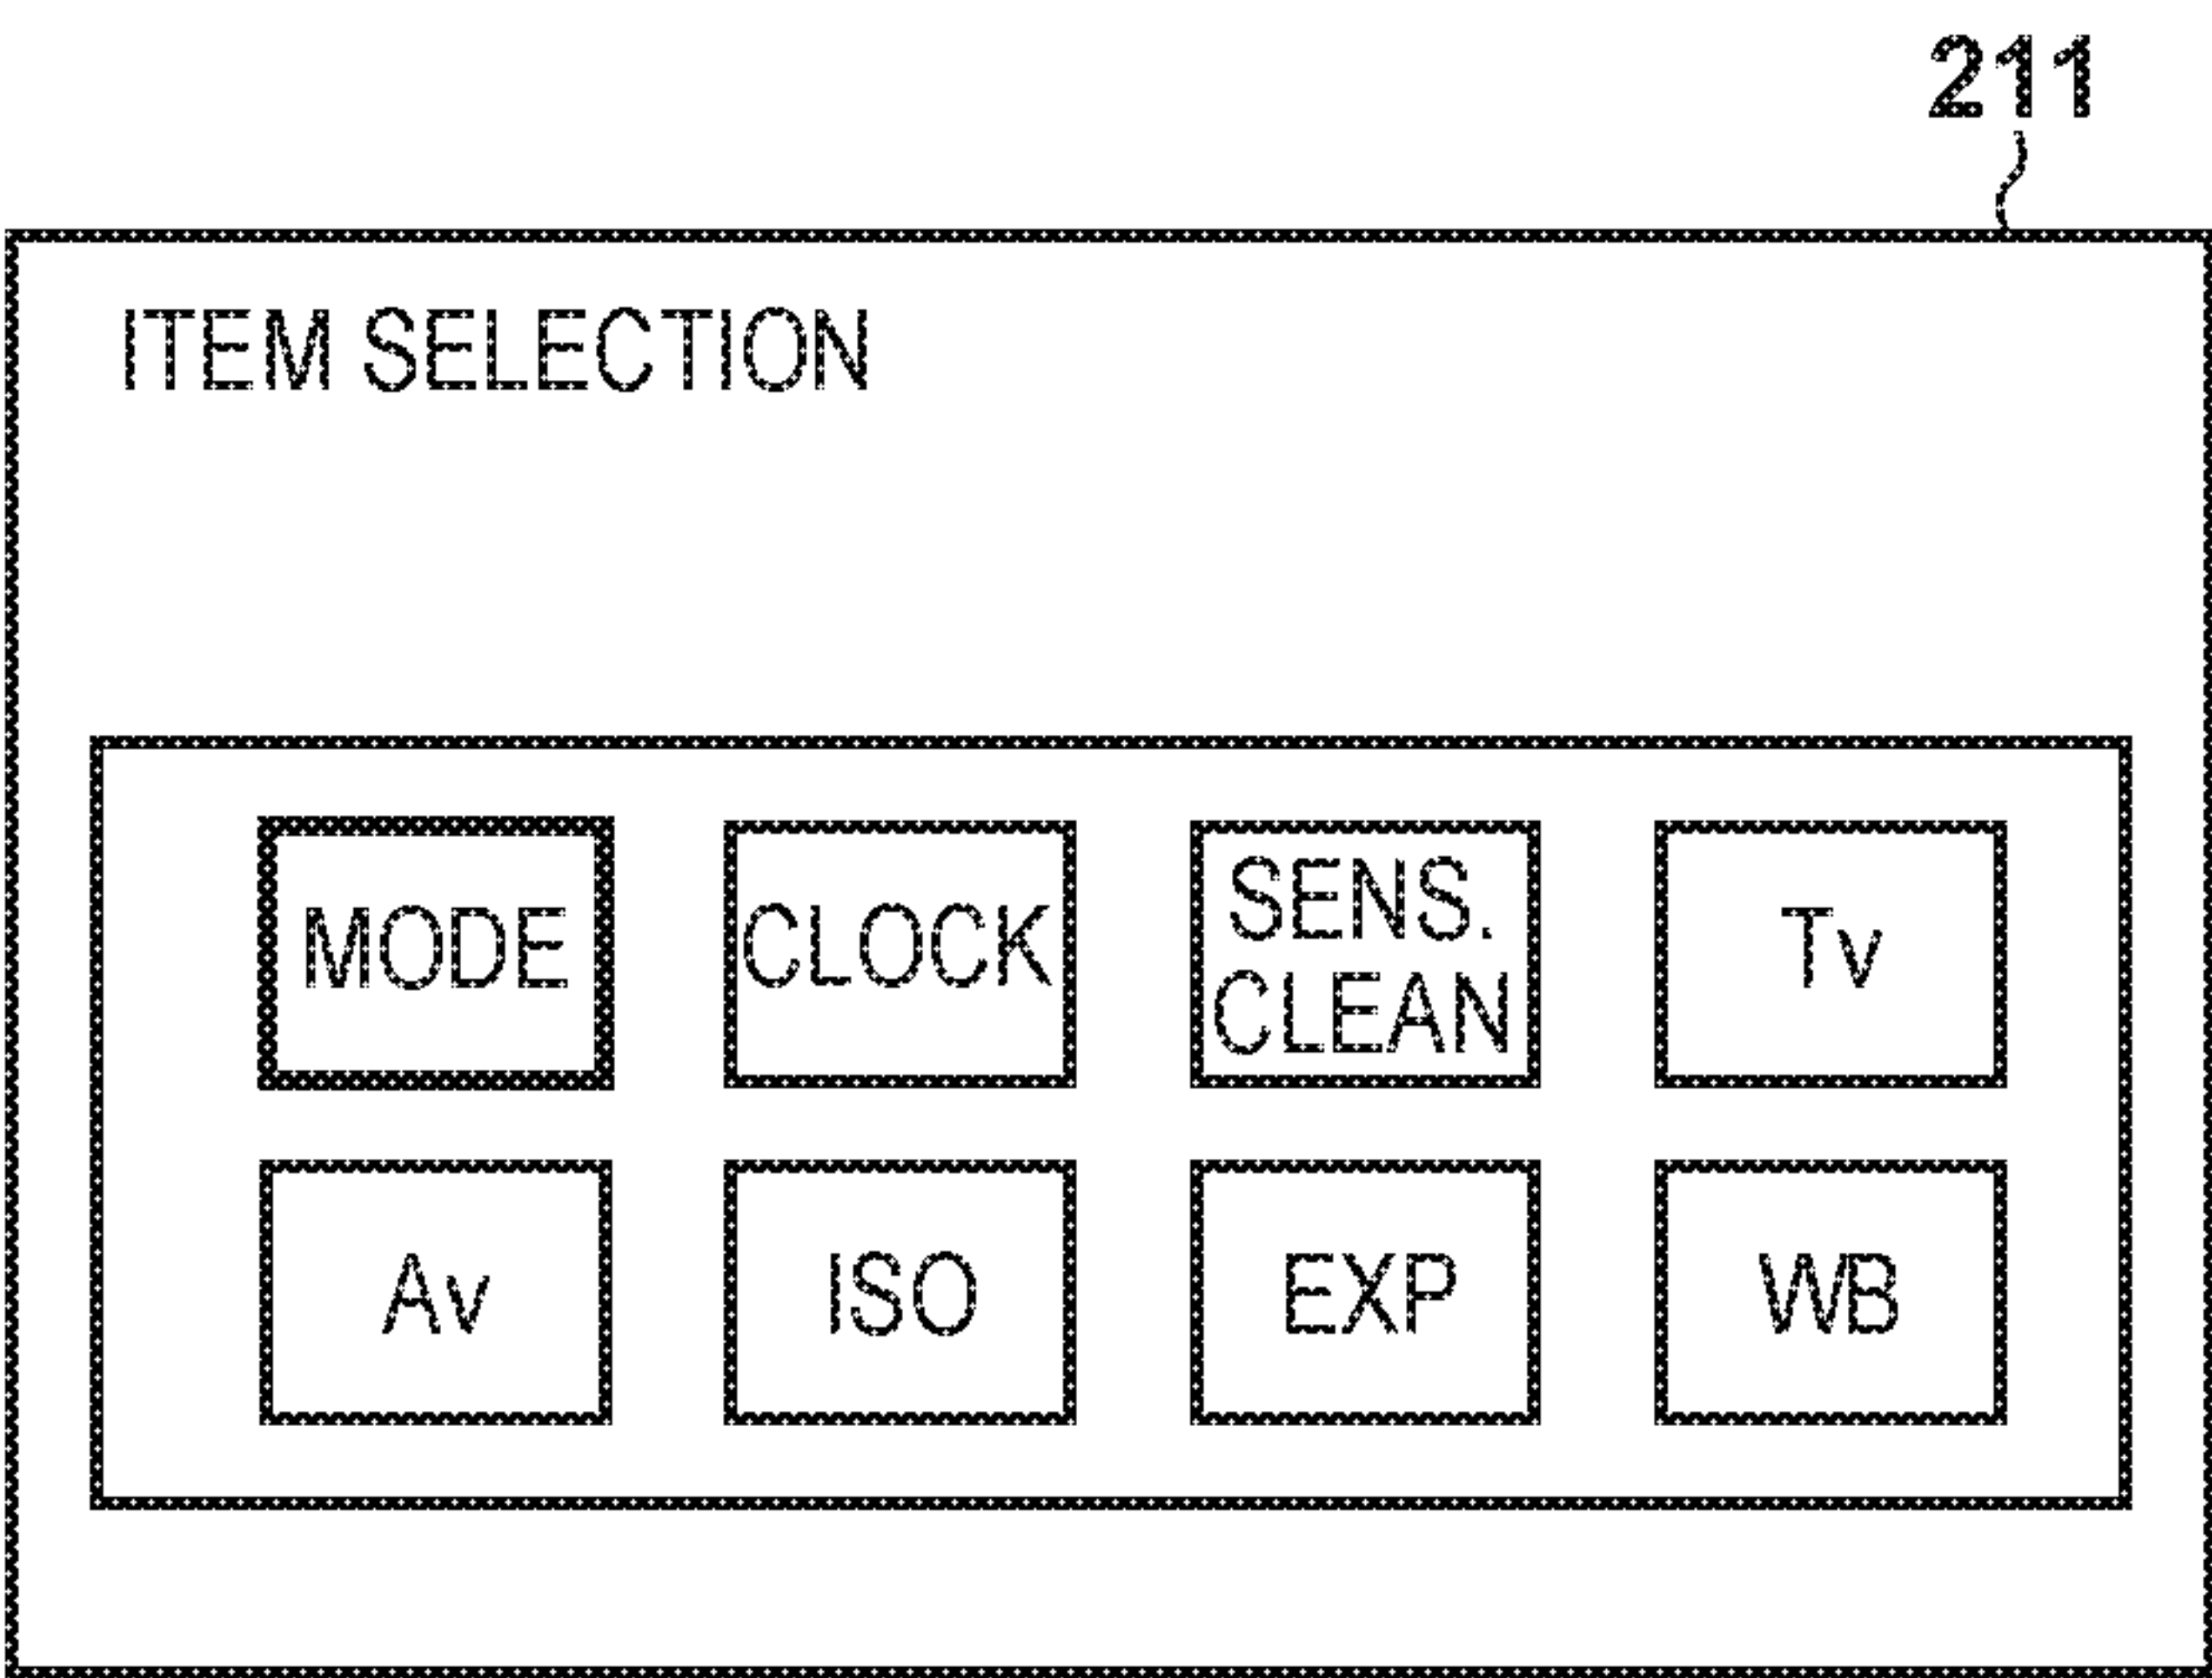 211
ITEM SELECTION
MODE
CLOCK
SENS.
CLEAN
Tv
Av
ISO
EXP
WB